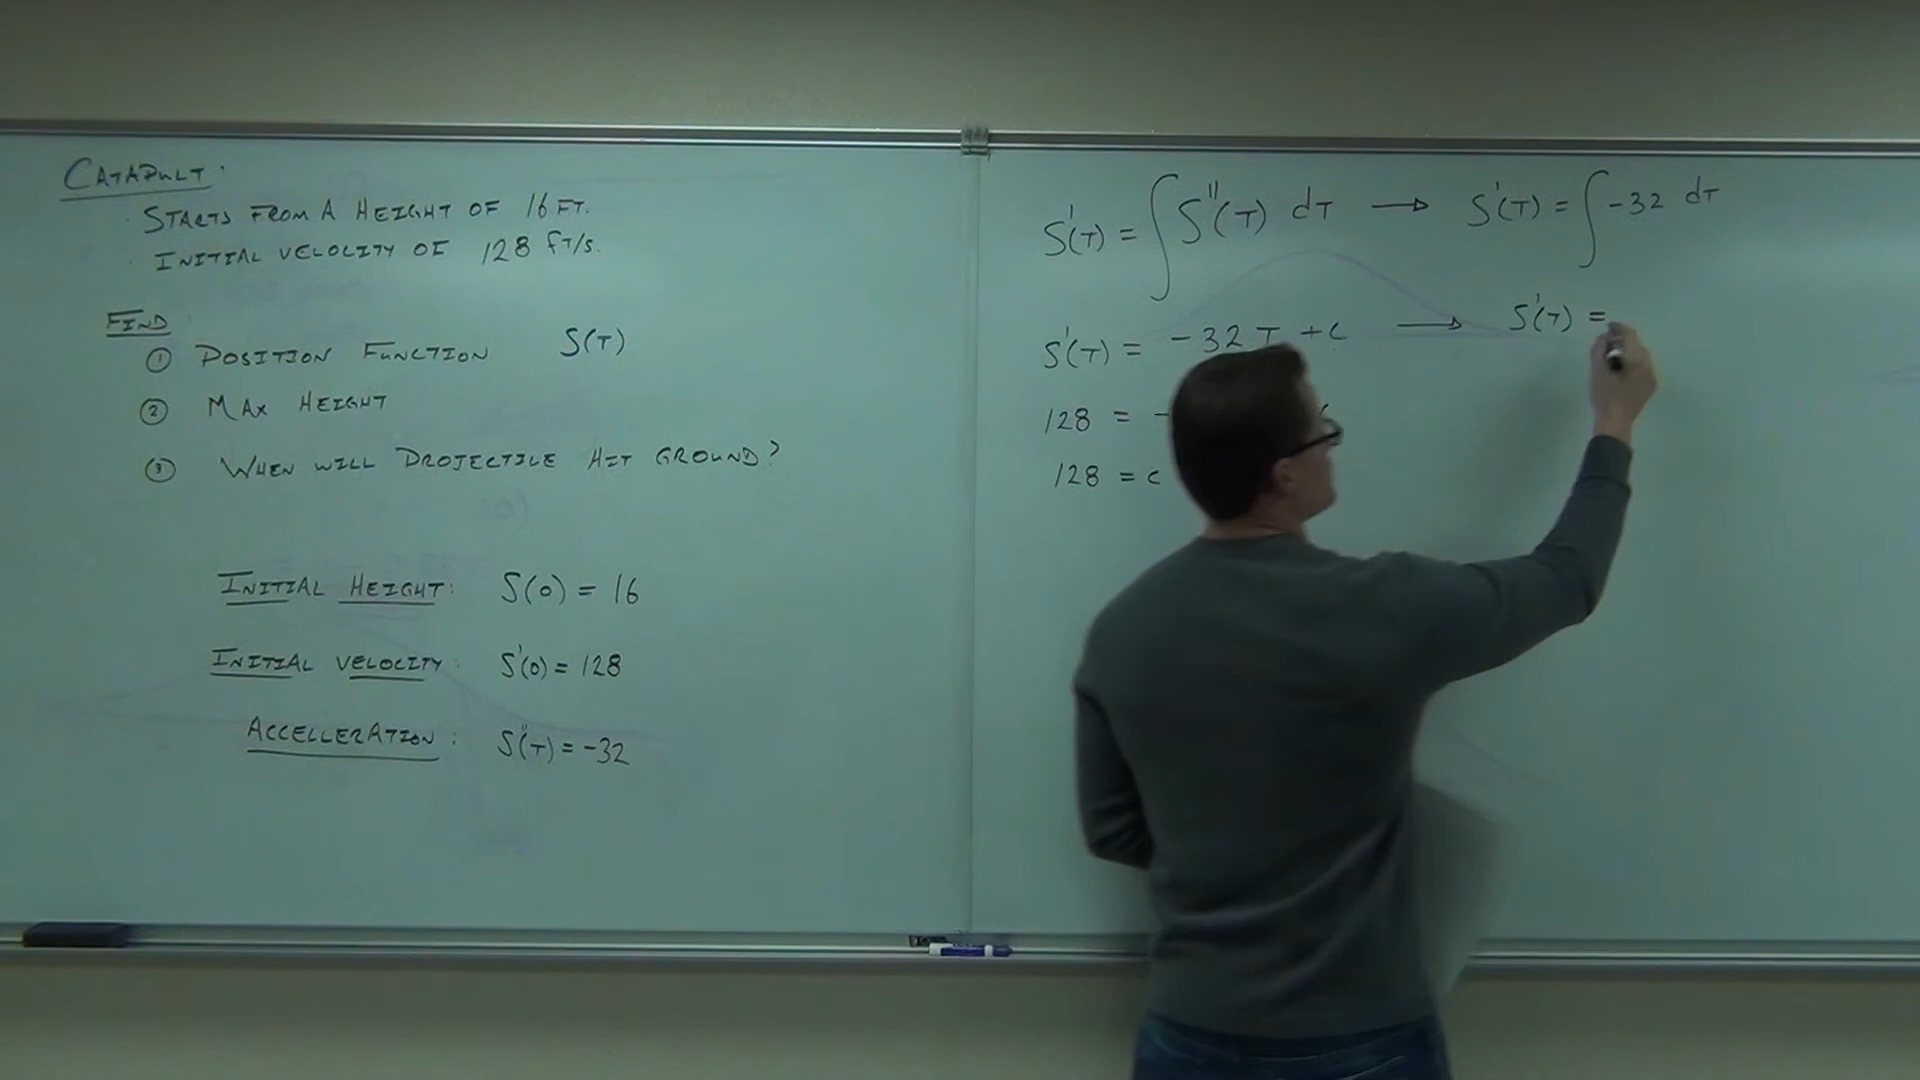 CATAPULT:
· STARTS FROM A HEIGHT OF 16 FT.
· INITIAL VELOCITY OF 128 FT/S.
FIND
① POSITION FUNCTION S(T)
② MAX HEIGHT
③ WHEN WILL PROJECTILE HIT GROUND?
INITIAL HEIGHT: S(0) = 16
INITIAL VELOCITY: S'(0) = 128
ACCELLERATION: S''(T) = -32
S'(T) = ∫ S''(T) dT → S'(T) = ∫ -32 dT
S'(T) = -32 T + C → S'(T) =
128 = -
128 = C